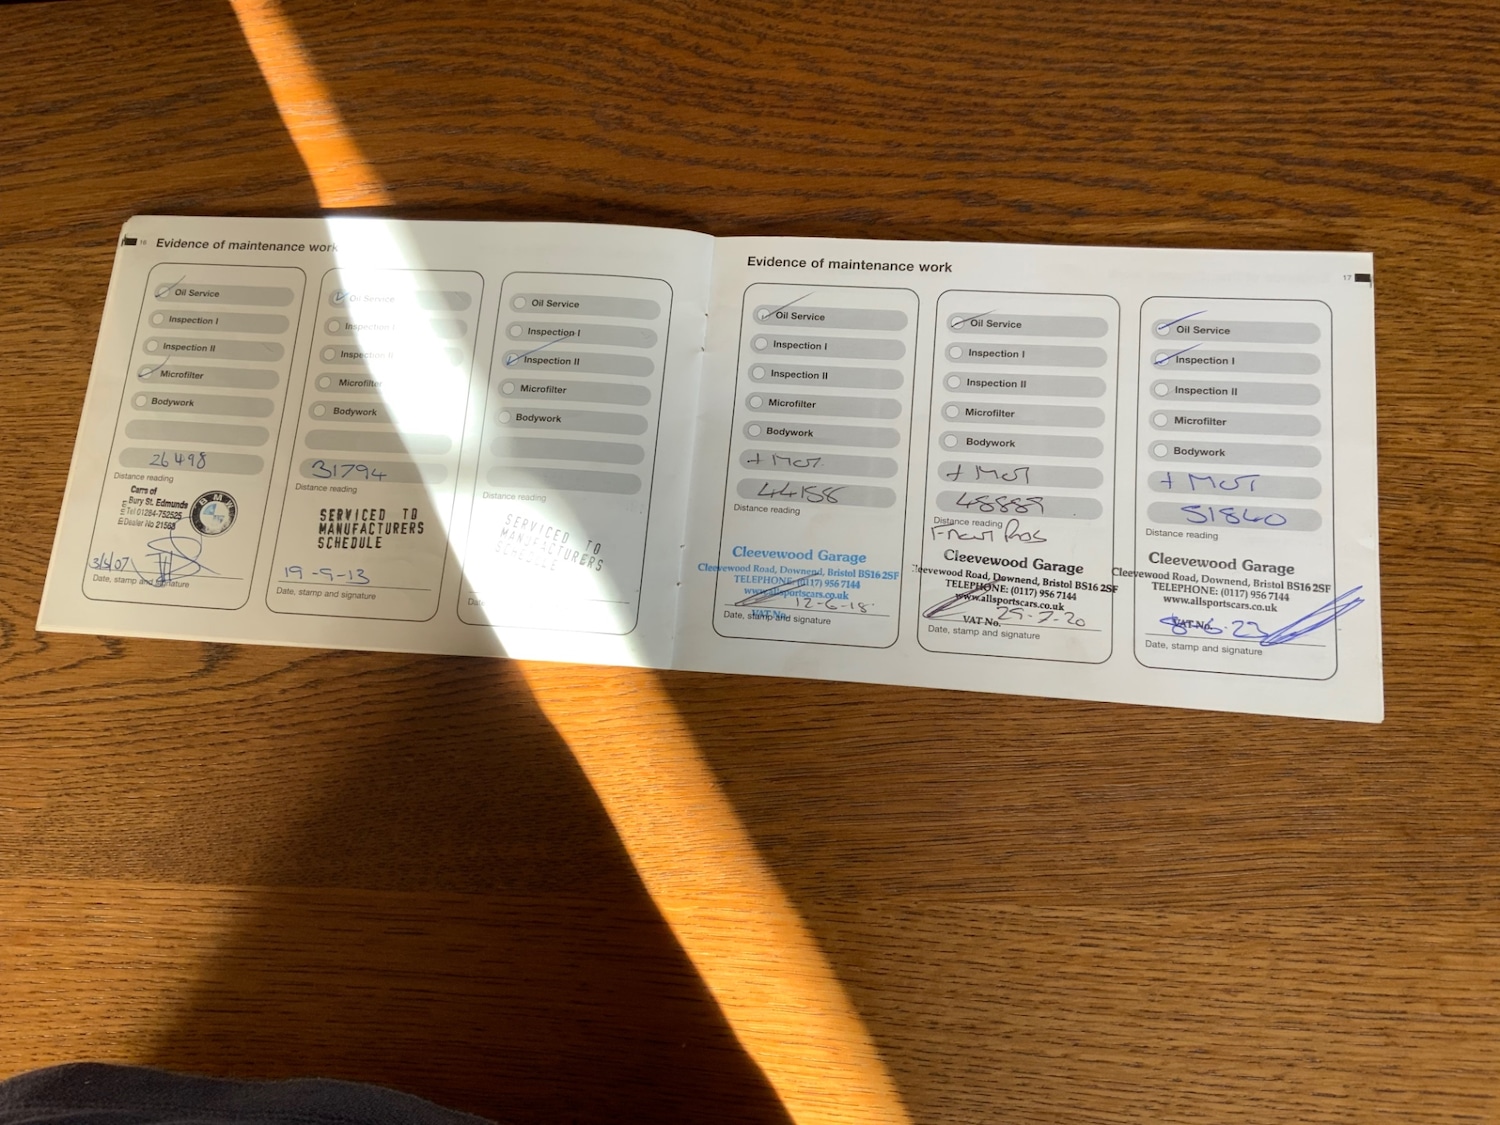 16 Evidence of maintenance work
Oil Service
Inspection I
Inspection II
Microfilter
Bodywork
26498
Distance reading
Carrs of
Bury St. Edmunds
Tel 01284-752525
Dealer No 21568
BMW
3/5/07
Date, stamp and signature
Oil Service
Inspection I
Inspection II
Microfilter
Bodywork
31794
Distance reading
SERVICED TO
MANUFACTURERS
SCHEDULE
19-9-13
Date, stamp and signature
Oil Service
Inspection I
Inspection II
Microfilter
Bodywork
Distance reading
SERVICED TO
MANUFACTURERS
SCHEDULE
Evidence of maintenance work 17
Oil Service
Inspection I
Inspection II
Microfilter
Bodywork
+ MOT
44158
Distance reading
Cleevewood Garage
Cleevewood Road, Downend, Bristol BS16 2SF
TELEPHONE: (0117) 956 7144
www.allsportscars.co.uk
12-6-18
VAT No.
Date, stamp and signature
Oil Service
Inspection I
Inspection II
Microfilter
Bodywork
+ MOT
48889
Distance reading
Front Pads
Cleevewood Garage
Cleevewood Road, Downend, Bristol BS16 2SF
TELEPHONE: (0117) 956 7144
www.allsportscars.co.uk
VAT No. 29-7-20
Date, stamp and signature
Oil Service
Inspection I
Inspection II
Microfilter
Bodywork
+ MOT
51840
Distance reading
Cleevewood Garage
Cleevewood Road, Downend, Bristol BS16 2SF
TELEPHONE: (0117) 956 7144
www.allsportscars.co.uk
VAT No.
8-6-23
Date, stamp and signature